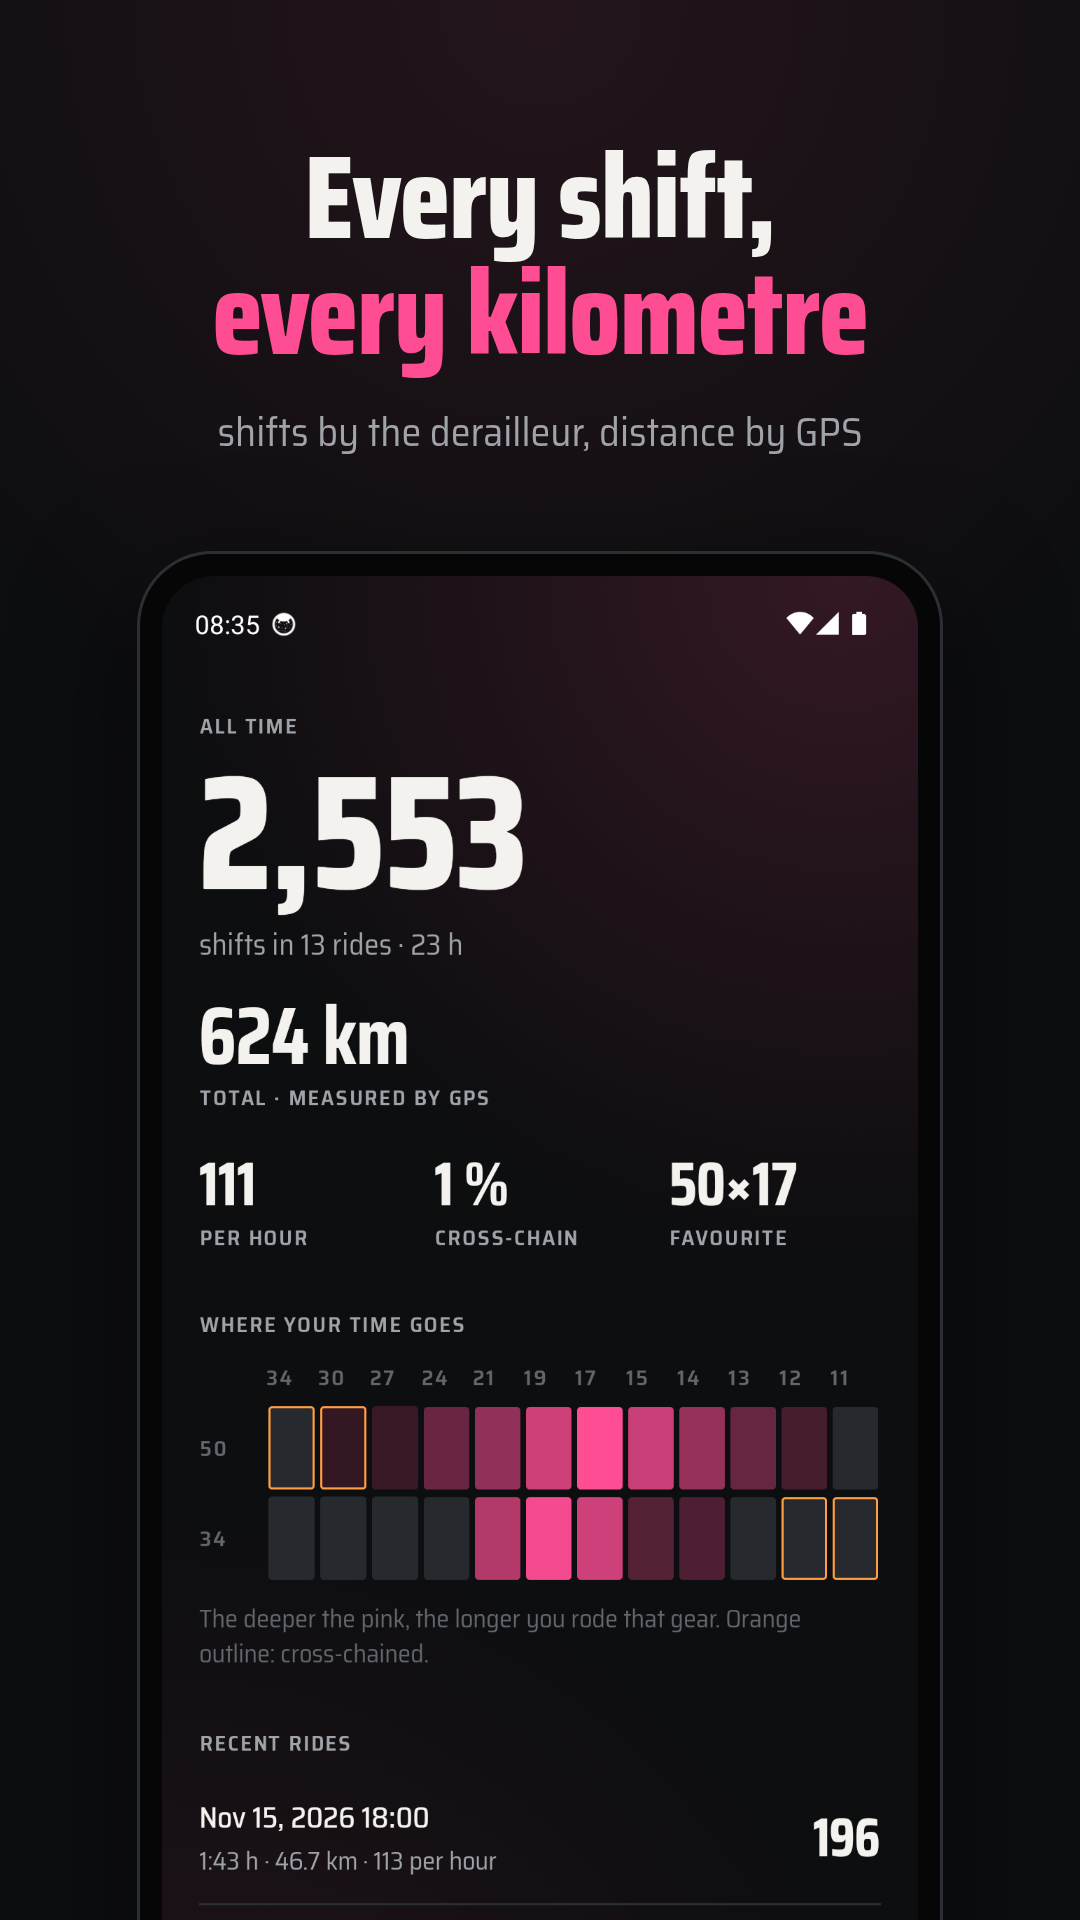 Every shift,
every kilometre
shifts by the derailleur, distance by GPS
08:35
ALL TIME
2,553
shifts in 13 rides · 23 h
624 km
TOTAL · MEASURED BY GPS
111 1 % 50×17
PER HOUR CROSS-CHAIN FAVOURITE
WHERE YOUR TIME GOES
34 30 27 24 21 19 17 15 14 13 12 11
50
34
The deeper the pink, the longer you rode that gear. Orange
outline: cross-chained.
RECENT RIDES
Nov 15, 2026 18:00
196
1:43 h · 46.7 km · 113 per hour